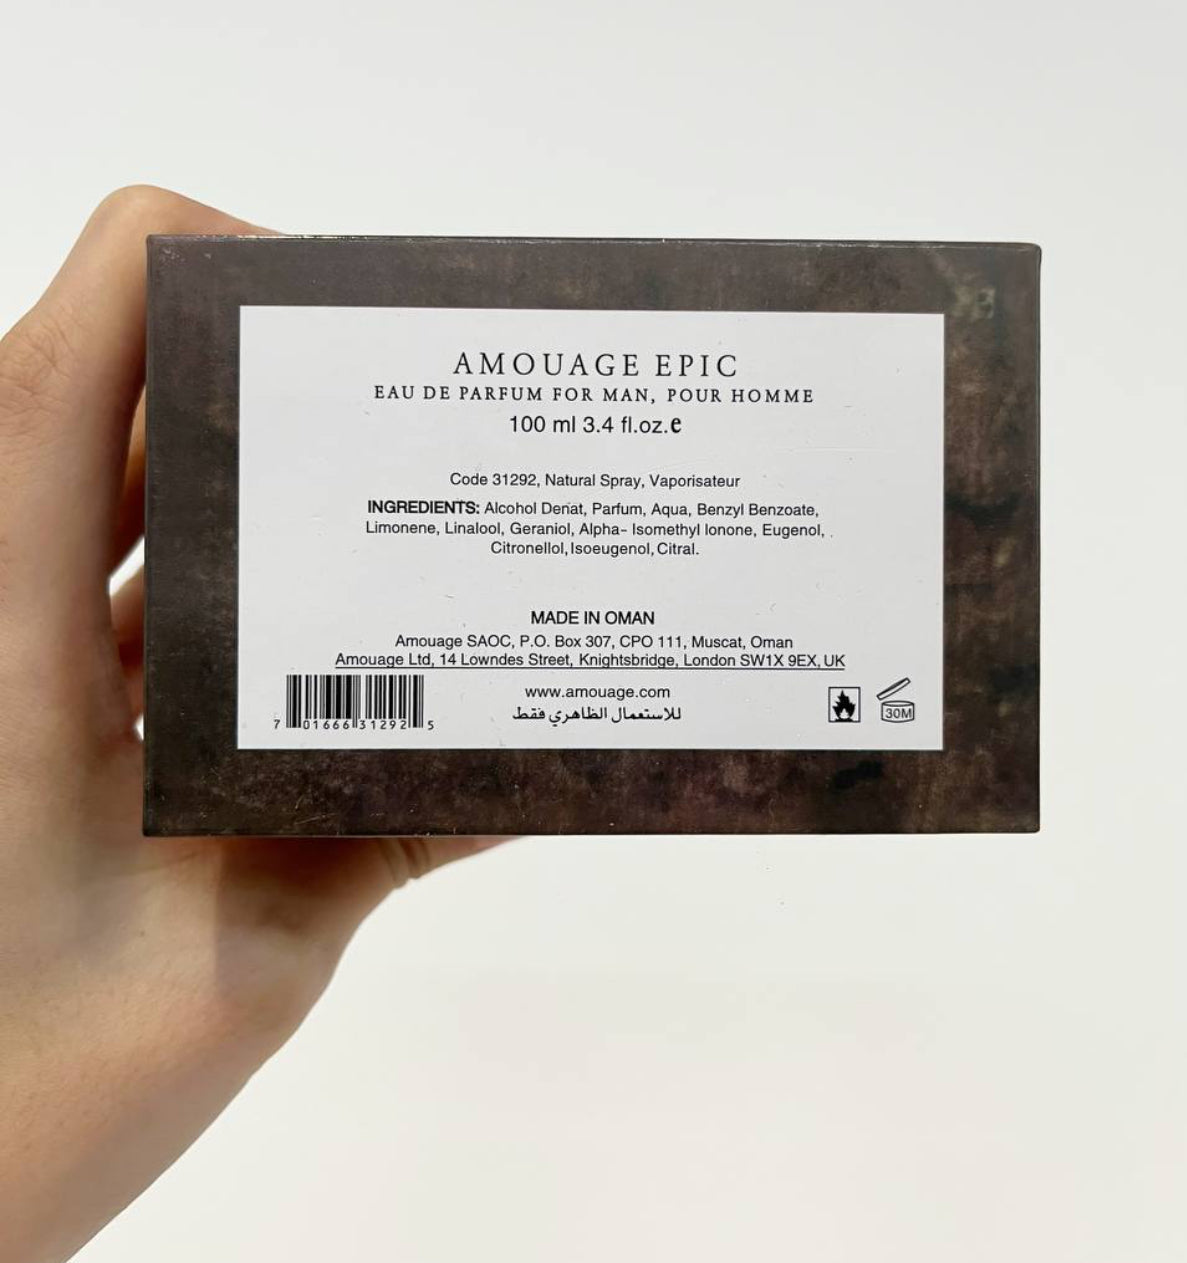 AMOUAGE EPIC
EAU DE PARFUM FOR MAN, POUR HOMME
100 ml 3.4 fl.oz.e
Code 31292, Natural Spray, Vaporisateur
INGREDIENTS: Alcohol Denat, Parfum, Aqua, Benzyl Benzoate,
Limonene, Linalool, Geraniol, Alpha- Isomethyl Ionone, Eugenol, .
Citronellol, Isoeugenol, Citral.
MADE IN OMAN
Amouage SAOC, P.O. Box 307, CPO 111, Muscat, Oman
Amouage Ltd, 14 Lowndes Street, Knightsbridge, London SW1X 9EX, UK
www.amouage.com
للاستعمال الظاهري فقط
7 01666 31292 5
30M